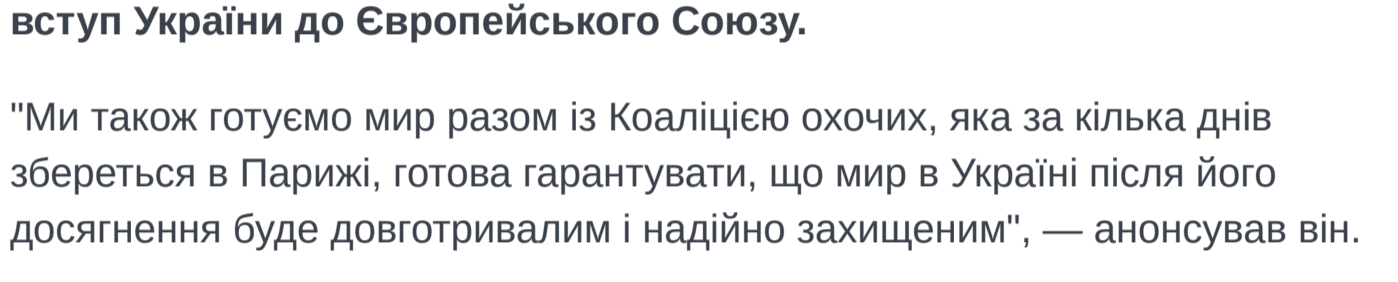 вступ України до Європейського Союзу.
"Ми також готуємо мир разом із Коаліцією охочих, яка за кілька днів
збереться в Парижі, готова гарантувати, що мир в Україні після його
досягнення буде довготривалим і надійно захищеним", — анонсував він.